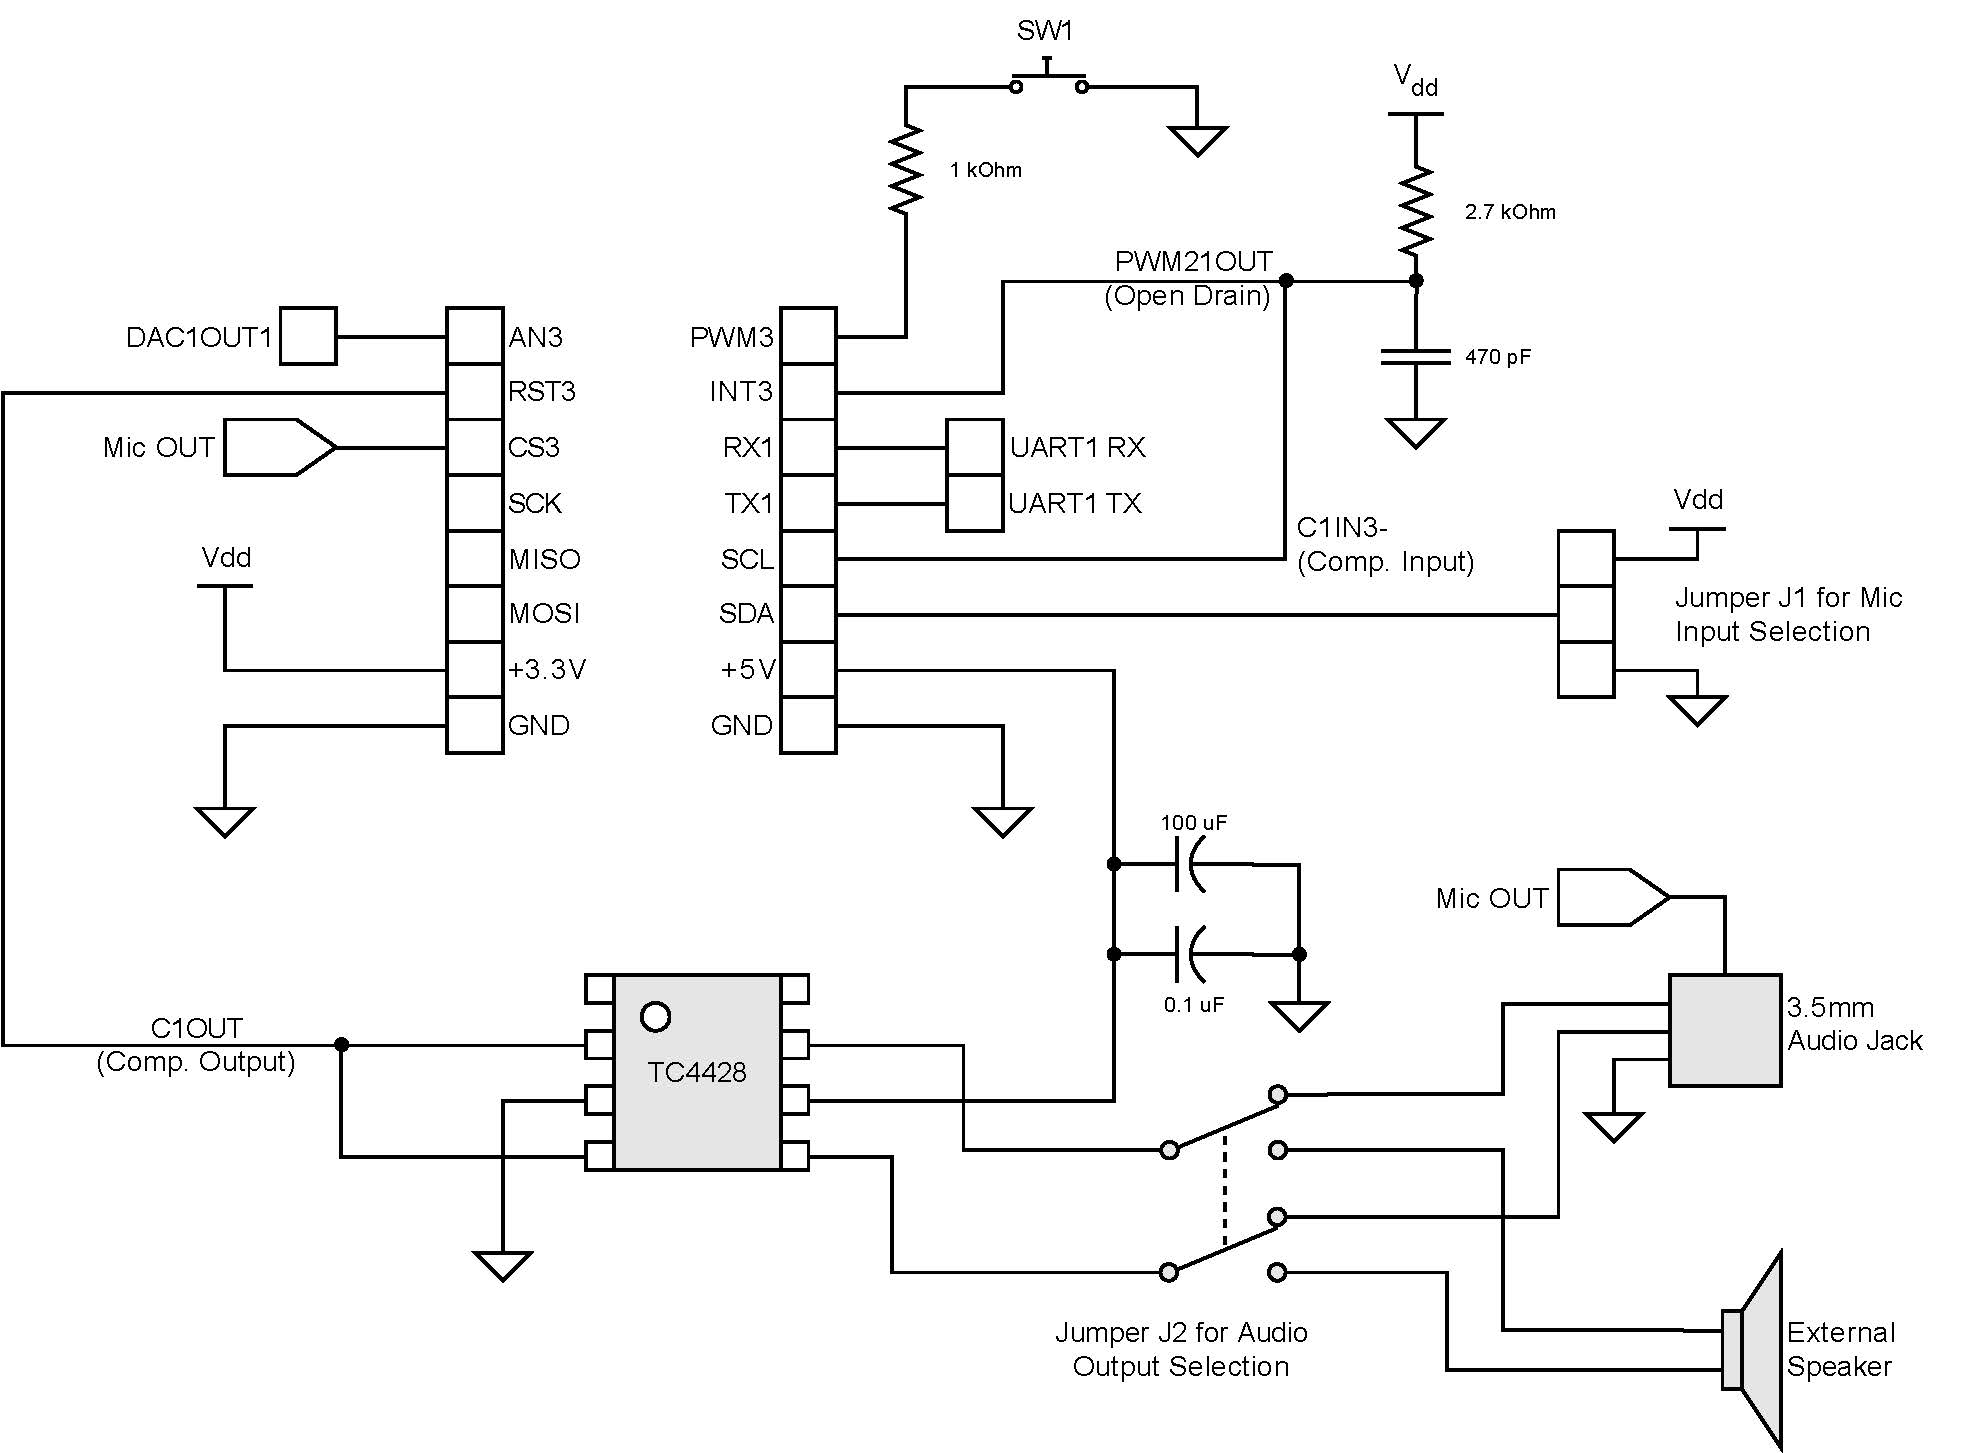 SW1
Vdd
1 kOhm
2.7 kOhm
PWM21OUT
(Open Drain)
DAC1OUT1
AN3
PWM3
470 pF
RST3
INT3
Mic OUT
CS3
RX1
UART1 RX
SCK
TX1
UART1 TX
Vdd
C1IN3-
(Comp. Input)
Vdd
MISO
SCL
Jumper J1 for Mic
Input Selection
MOSI
SDA
+3.3V
+5V
GND
GND
100 uF
Mic OUT
0.1 uF
C1OUT
(Comp. Output)
TC4428
3.5mm
Audio Jack
Jumper J2 for Audio
Output Selection
External
Speaker